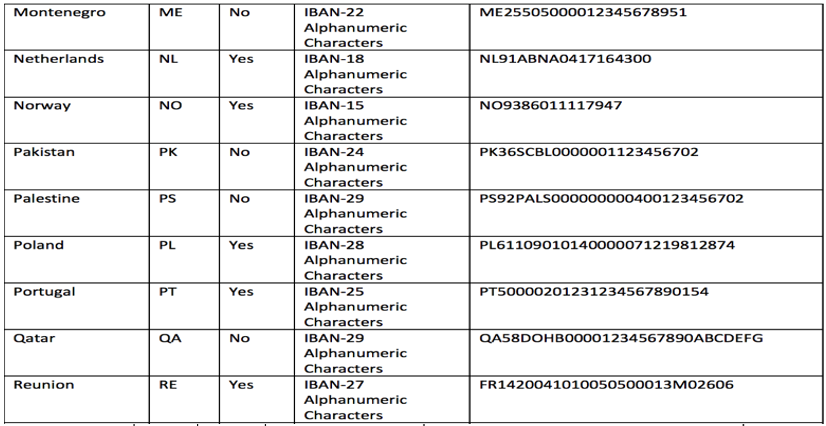 Montenegro ME No IBAN-22 ME25505000012345678951
Alphanumeric
Characters
Netherlands NL Yes IBAN-18 NL91ABNA0417164300
Alphanumeric
Characters
Norway NO Yes IBAN-15 NO9386011117947
Alphanumeric
Characters
Pakistan PK No IBAN-24 PK36SCBL0000001123456702
Alphanumeric
Characters
Palestine PS No IBAN-29 PS92PALS000000000400123456702
Alphanumeric
Characters
Poland PL Yes IBAN-28 PL61109010140000071219812874
Alphanumeric
Characters
Portugal PT Yes IBAN-25 PT50000201231234567890154
Alphanumeric
Characters
Qatar QA No IBAN-29 QA58DOHB00001234567890ABCDEFG
Alphanumeric
Characters
Reunion RE Yes IBAN-27 FR1420041010050500013M02606
Alphanumeric
Characters